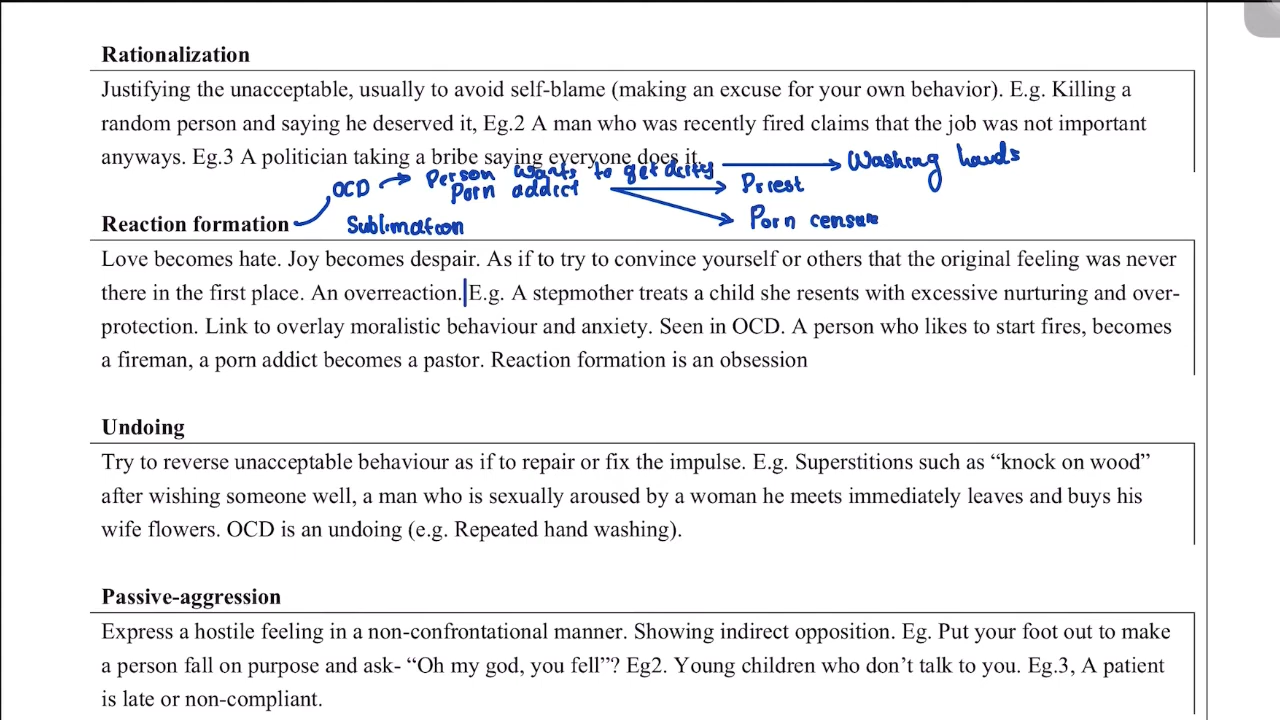 Rationalization
Justifying the unacceptable, usually to avoid self-blame (making an excuse for your own behavior). E.g. Killing a
random person and saying he deserved it, Eg.2 A man who was recently fired claims that the job was not important
anyways. Eg.3 A politician taking a bribe saying everyone does it.
OCD → Person wants to get dirty → Washing hands
Porn addict → Priest
→ Porn censure
Reaction formation
Sublimation
Love becomes hate. Joy becomes despair. As if to try to convince yourself or others that the original feeling was never
there in the first place. An overreaction. E.g. A stepmother treats a child she resents with excessive nurturing and over-
protection. Link to overlay moralistic behaviour and anxiety. Seen in OCD. A person who likes to start fires, becomes
a fireman, a porn addict becomes a pastor. Reaction formation is an obsession
Undoing
Try to reverse unacceptable behaviour as if to repair or fix the impulse. E.g. Superstitions such as “knock on wood”
after wishing someone well, a man who is sexually aroused by a woman he meets immediately leaves and buys his
wife flowers. OCD is an undoing (e.g. Repeated hand washing).
Passive-aggression
Express a hostile feeling in a non-confrontational manner. Showing indirect opposition. Eg. Put your foot out to make
a person fall on purpose and ask- “Oh my god, you fell”? Eg2. Young children who don’t talk to you. Eg.3, A patient
is late or non-compliant.